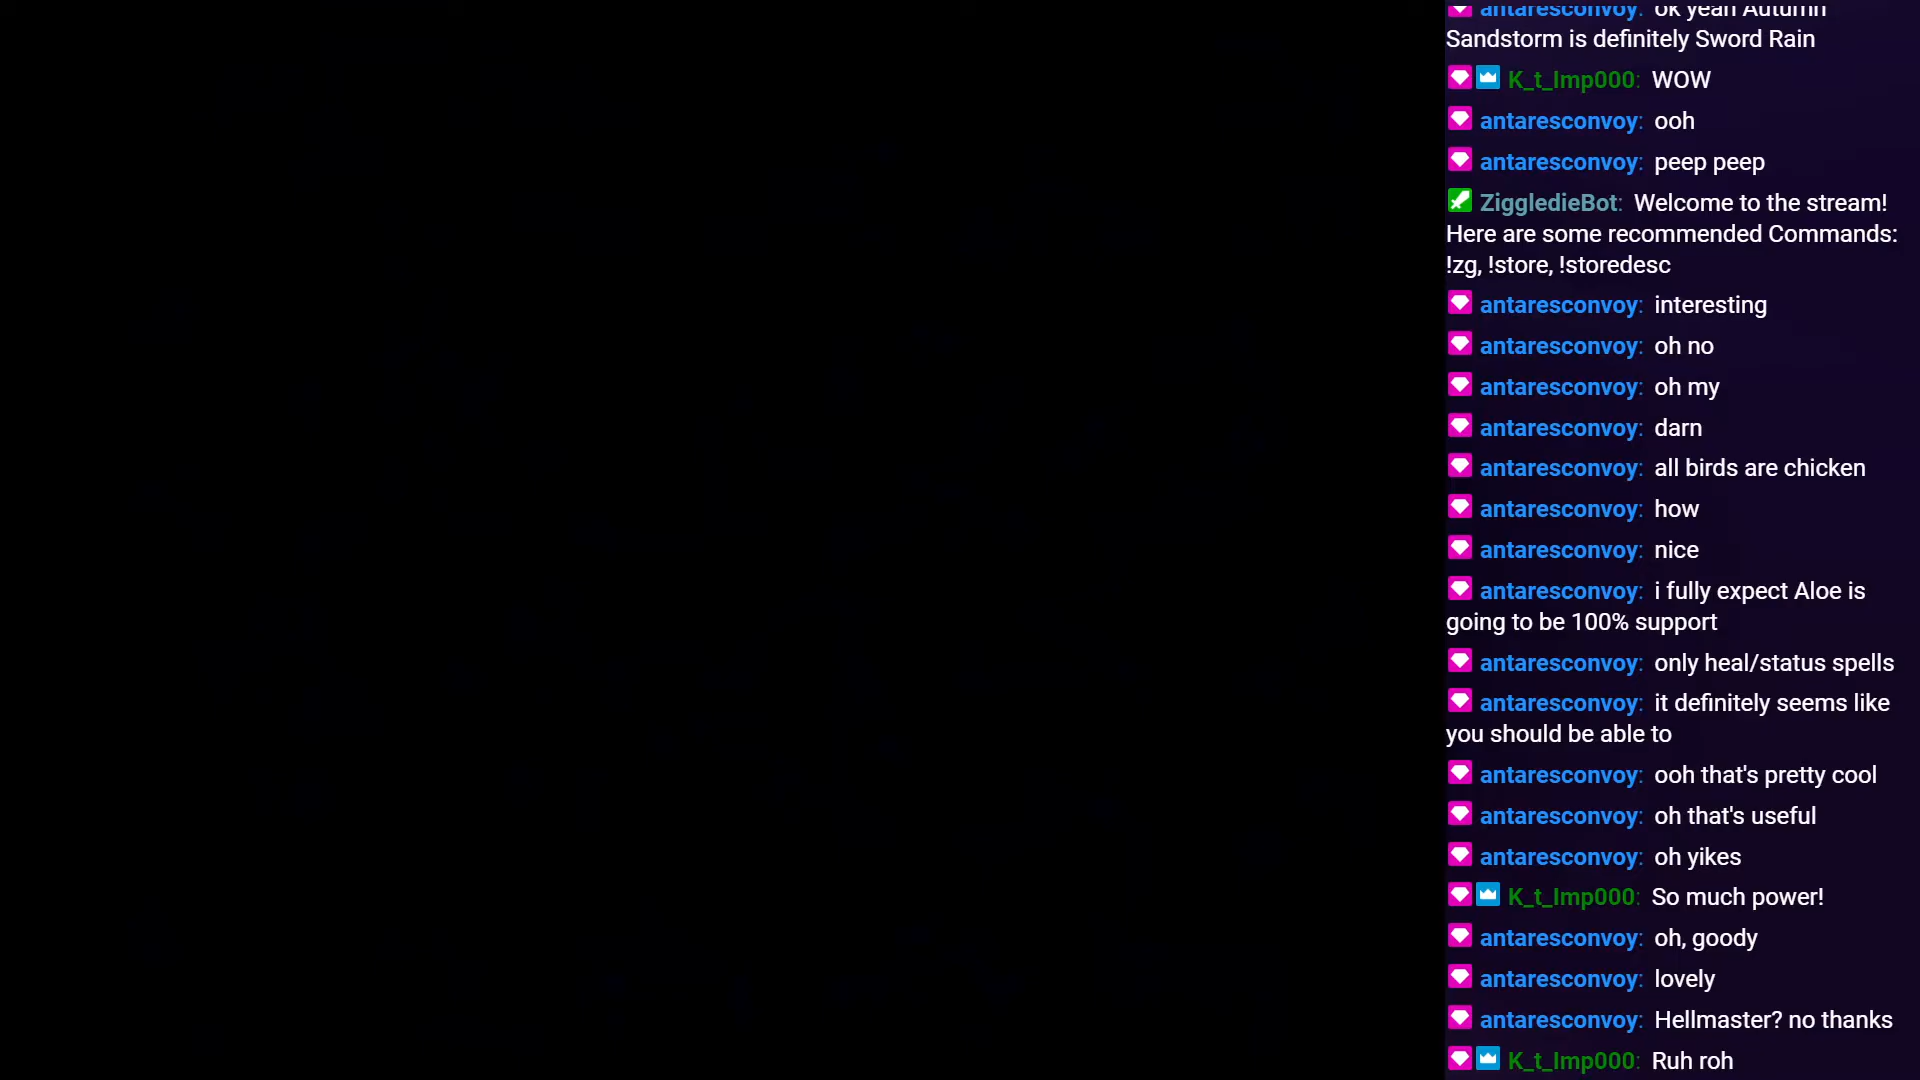 antaresconvoy: ok yeah Autumn
Sandstorm is definitely Sword Rain
K_t_Imp000: WOW
antaresconvoy: ooh
antaresconvoy: peep peep
ZiggledieBot: Welcome to the stream!
Here are some recommended Commands:
!zg, !store, !storedesc
antaresconvoy: interesting
antaresconvoy: oh no
antaresconvoy: oh my
antaresconvoy: darn
antaresconvoy: all birds are chicken
antaresconvoy: how
antaresconvoy: nice
antaresconvoy: i fully expect Aloe is
going to be 100% support
antaresconvoy: only heal/status spells
antaresconvoy: it definitely seems like
you should be able to
antaresconvoy: ooh that's pretty cool
antaresconvoy: oh that's useful
antaresconvoy: oh yikes
K_t_Imp000: So much power!
antaresconvoy: oh, goody
antaresconvoy: lovely
antaresconvoy: Hellmaster? no thanks
K_t_Imp000: Ruh roh